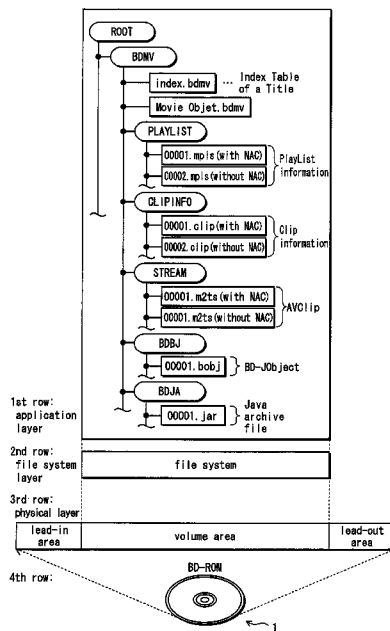 ROOT
BDMV
index.bdmv ... Index Table
of a Title
Movie Objet.bdmv
PLAYLIST
00001.mpls(with NAC)
00002.mpls(without NAC)
PlayList
information
CLIPINFO
00001.clip(with NAC)
00002.clip(without NAC)
Clip
information
STREAM
00001.m2ts(with NAC)
00001.m2ts(without NAC)
AVClip
BDBJ
00001.bobj
BD-JObject
BDJA
00001.jar
Java
archive
file
1st row:
application
layer
2nd row:
file system
layer
file system
3rd row:
physical layer
lead-in
area
volume area
lead-out
area
4th row:
BD-ROM
1